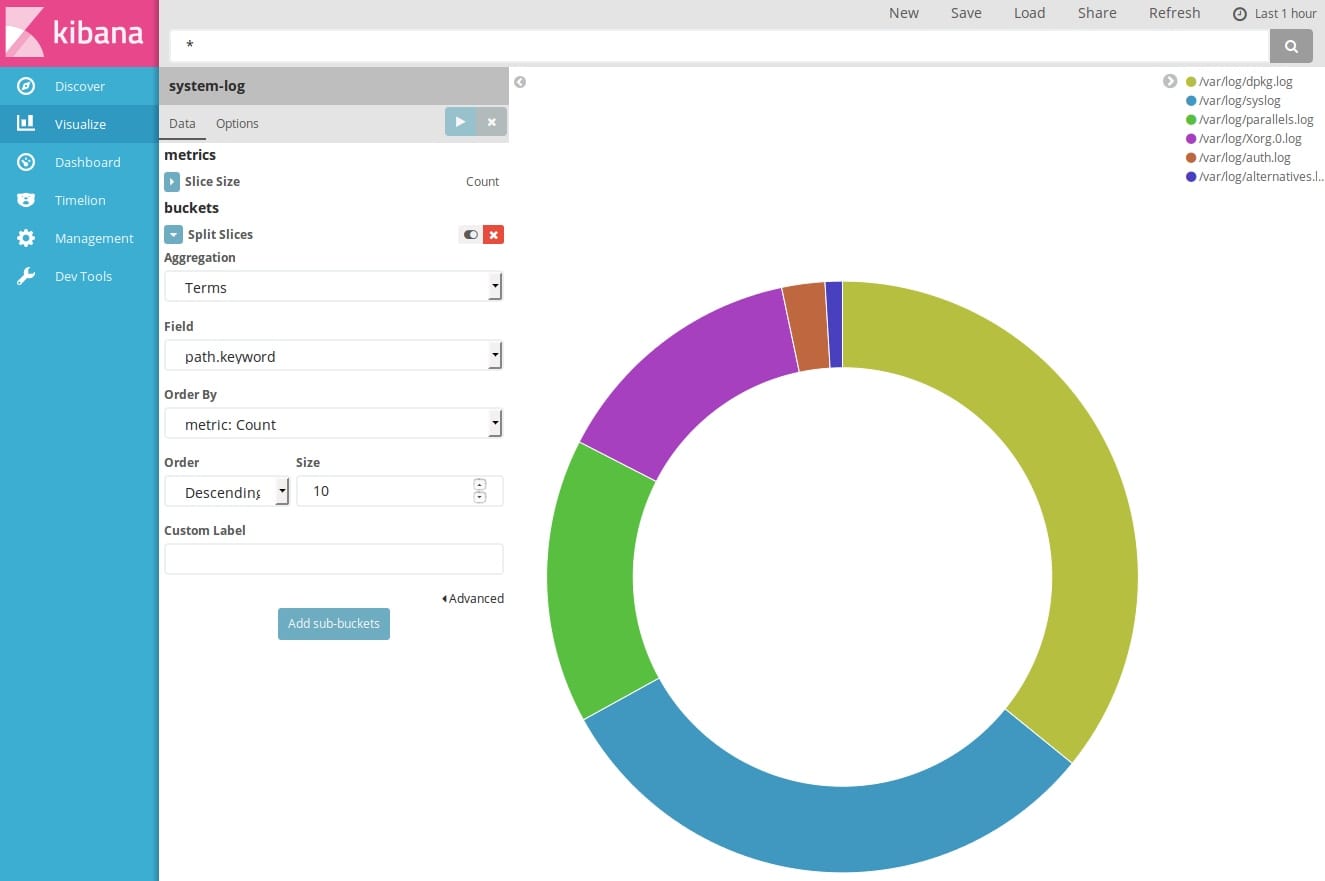 kibana
New Save Load Share Refresh Last 1 hour
*
Discover
Visualize
Dashboard
Timelion
Management
Dev Tools
system-log
Data Options
metrics
Slice Size Count
buckets
Split Slices
Aggregation
Terms
Field
path.keyword
Order By
metric: Count
Order Size
Descending 10
Custom Label
Advanced
Add sub-buckets
/var/log/dpkg.log
/var/log/syslog
/var/log/parallels.log
/var/log/Xorg.0.log
/var/log/auth.log
/var/log/alternatives.l...